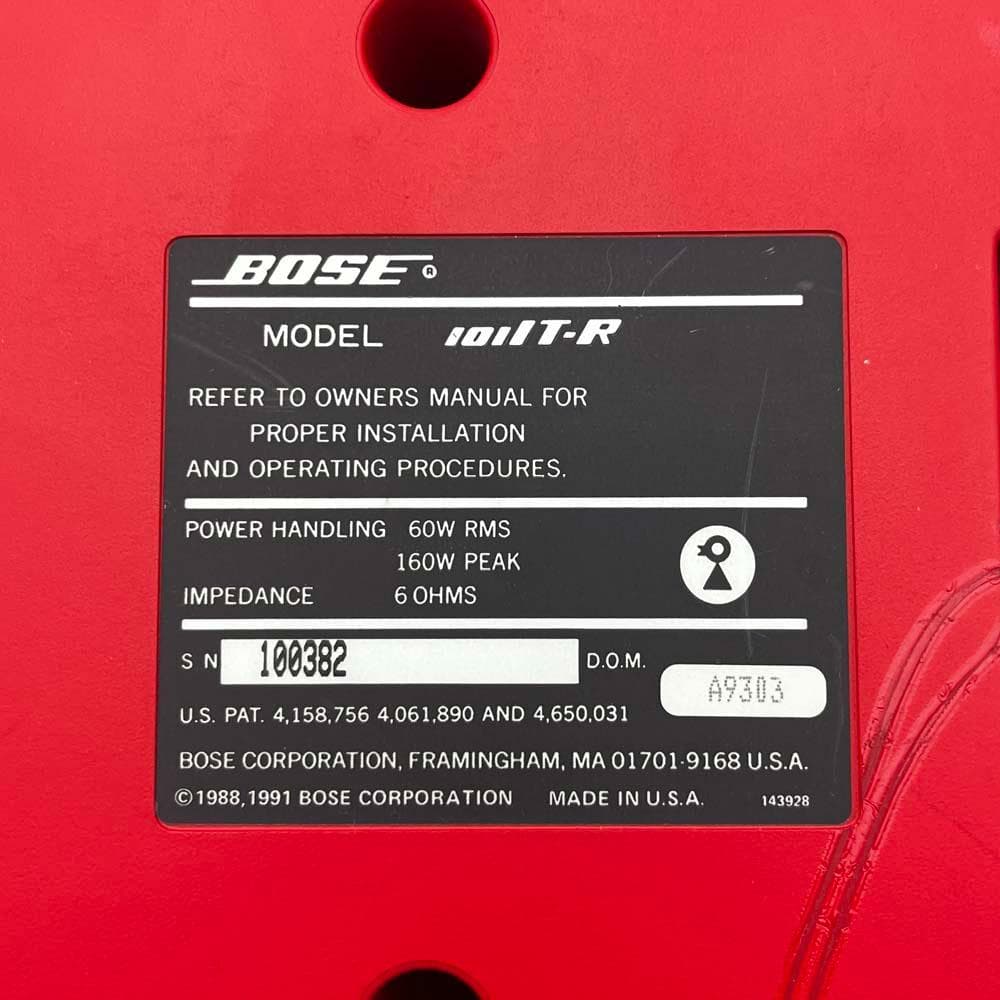 BOSE®
MODEL 101IT-R
REFER TO OWNERS MANUAL FOR
PROPER INSTALLATION
AND OPERATING PROCEDURES.
POWER HANDLING 60W RMS
160W PEAK
IMPEDANCE 6 OHMS
S N 100382 D.O.M. A9303
U.S. PAT. 4,158,756 4,061,890 AND 4,650,031
BOSE CORPORATION, FRAMINGHAM, MA 01701-9168 U.S.A.
©1988,1991 BOSE CORPORATION MADE IN U.S.A. 143928